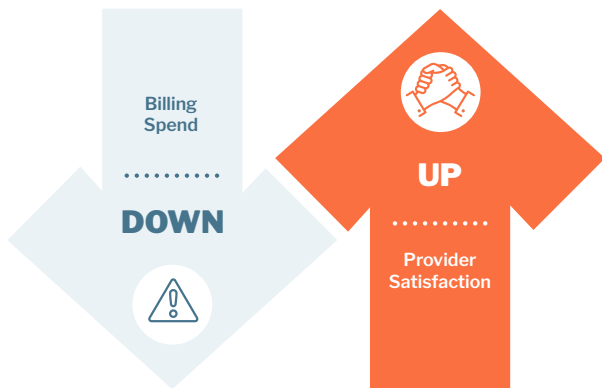 Billing
Spend
DOWN
UP
Provider
Satisfaction